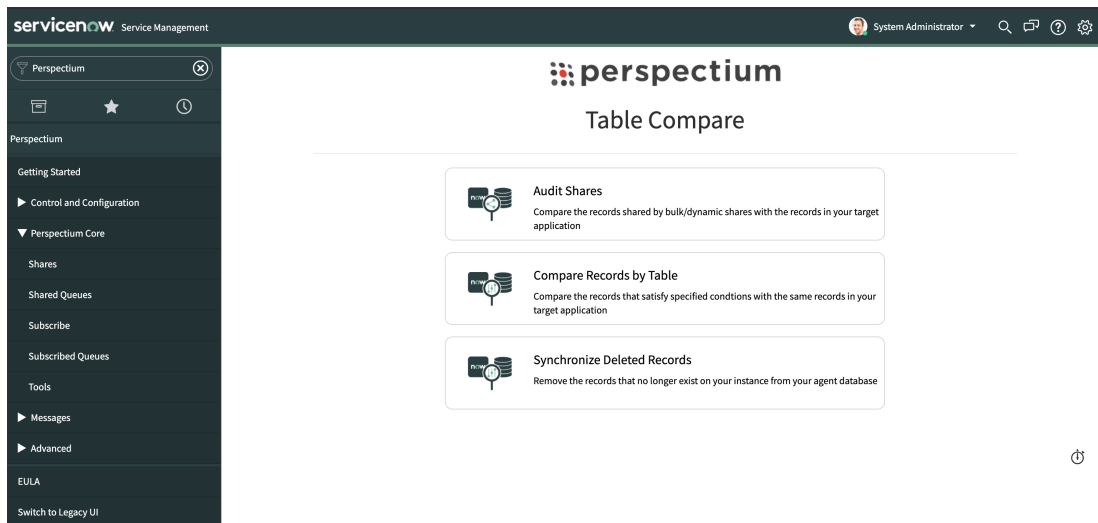 servicenow. Service Management
System Administrator
Perspectium
Perspectium
Getting Started
Control and Configuration
Perspectium Core
Shares
Shared Queues
Subscribe
Subscribed Queues
Tools
Messages
Advanced
EULA
Switch to Legacy UI
perspectium
Table Compare
now
Audit Shares
Compare the records shared by bulk/dynamic shares with the records in your target
application
now
Compare Records by Table
Compare the records that satisfy specified condtions with the same records in your
target application
now
Synchronize Deleted Records
Remove the records that no longer exist on your instance from your agent database